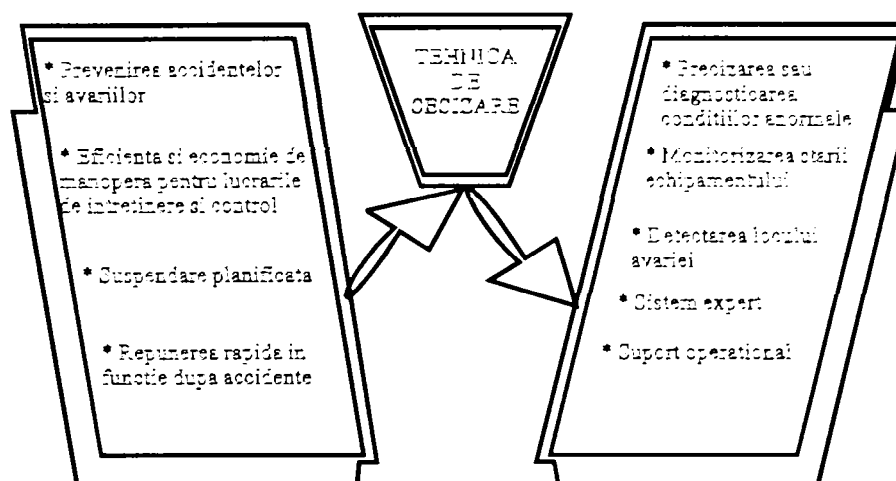 * Prevenirea accidentelor
si avariilor
* Eficienta si economie de
manopera pentru lucrarile
de intretinere si control
* Suspendare planificata
* Repunerea rapida in
functie dupa accidente
TEHNICA
DE
SESIZARE
* Precizarea sau
diagnosticarea
conditiilor anormale
* Monitorizarea starii
echipamentului
* Detectarea locului
avariei
* Sistem expert
* Suport operational